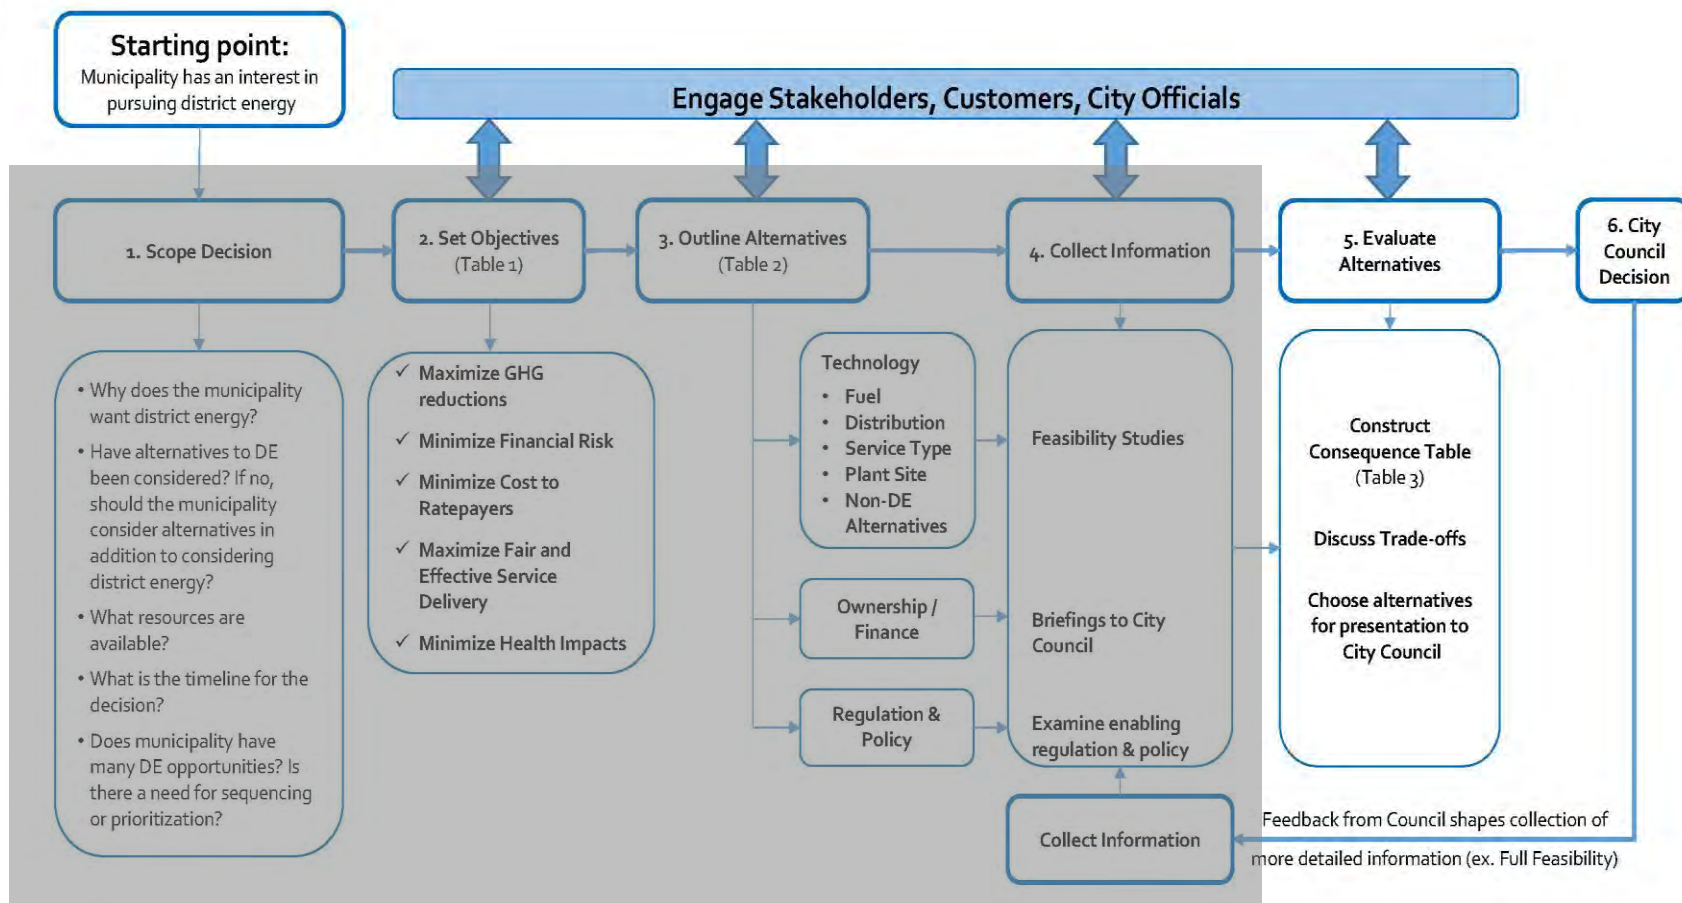 Starting point:
Municipality has an interest in
pursuing district energy
Engage Stakeholders, Customers, City Officials
1. Scope Decision
2. Set Objectives
(Table 1)
3. Outline Alternatives
(Table 2)
4. Collect Information
5. Evaluate
Alternatives
6. City
Council
Decision
• Why does the municipality
want district energy?
• Have alternatives to DE
been considered? If no,
should the municipality
consider alternatives in
addition to considering
district energy?
• What resources are
available?
• What is the timeline for the
decision?
• Does municipality have
many DE opportunities? Is
there a need for sequencing
or prioritization?
✓ Maximize GHG
reductions
✓ Minimize Financial Risk
✓ Minimize Cost to
Ratepayers
✓ Maximize Fair and
Effective Service
Delivery
✓ Minimize Health Impacts
Technology
• Fuel
• Distribution
• Service Type
• Plant Site
• Non-DE
Alternatives
Ownership /
Finance
Regulation &
Policy
Feasibility Studies
Briefings to City
Council
Examine enabling
regulation & policy
Collect Information
Construct
Consequence Table
(Table 3)
Discuss Trade-offs
Choose alternatives
for presentation to
City Council
Feedback from Council shapes collection of
more detailed information (ex. Full Feasibility)